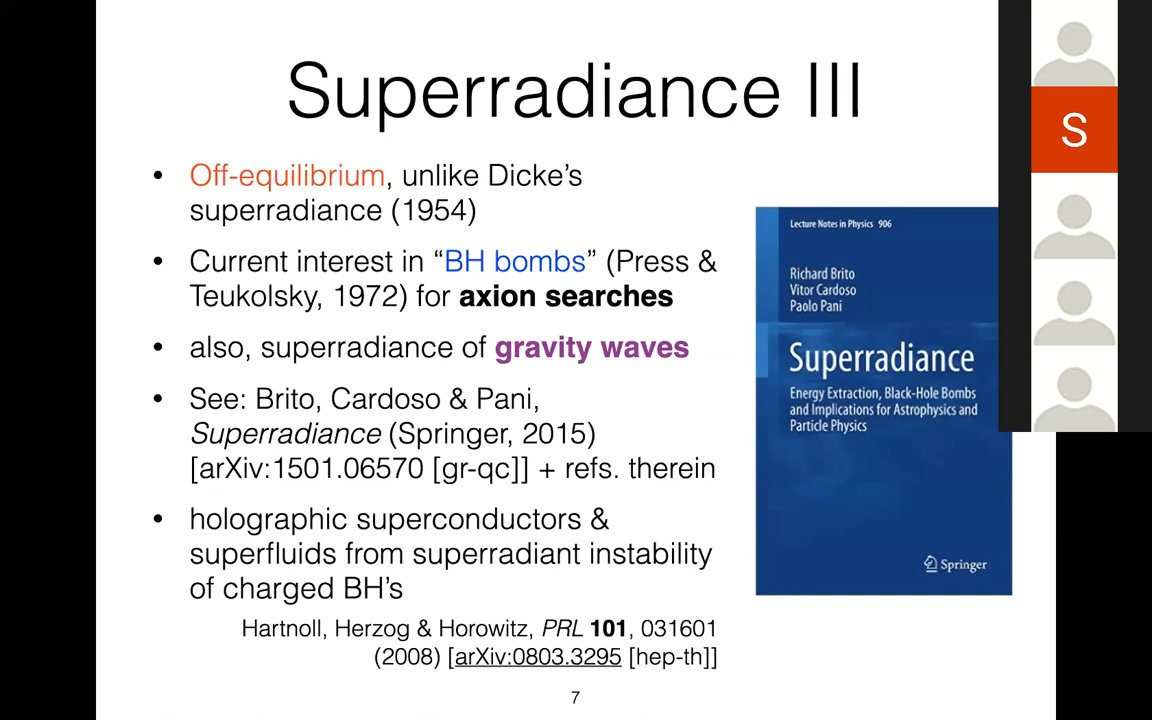 Superradiance III
• Off-equilibrium, unlike Dicke’s
superradiance (1954)
• Current interest in “BH bombs” (Press &
Teukolsky, 1972) for axion searches
• also, superradiance of gravity waves
• See: Brito, Cardoso & Pani,
Superradiance (Springer, 2015)
[arXiv:1501.06570 [gr-qc]] + refs. therein
• holographic superconductors &
superfluids from superradiant instability
of charged BH’s
Hartnoll, Herzog & Horowitz, PRL 101, 031601
(2008) [arXiv:0803.3295 [hep-th]]
7
Lecture Notes in Physics 906
Richard Brito
Vitor Cardoso
Paolo Pani
Superradiance
Energy Extraction, Black-Hole Bombs
and Implications for Astrophysics and
Particle Physics
Springer
S